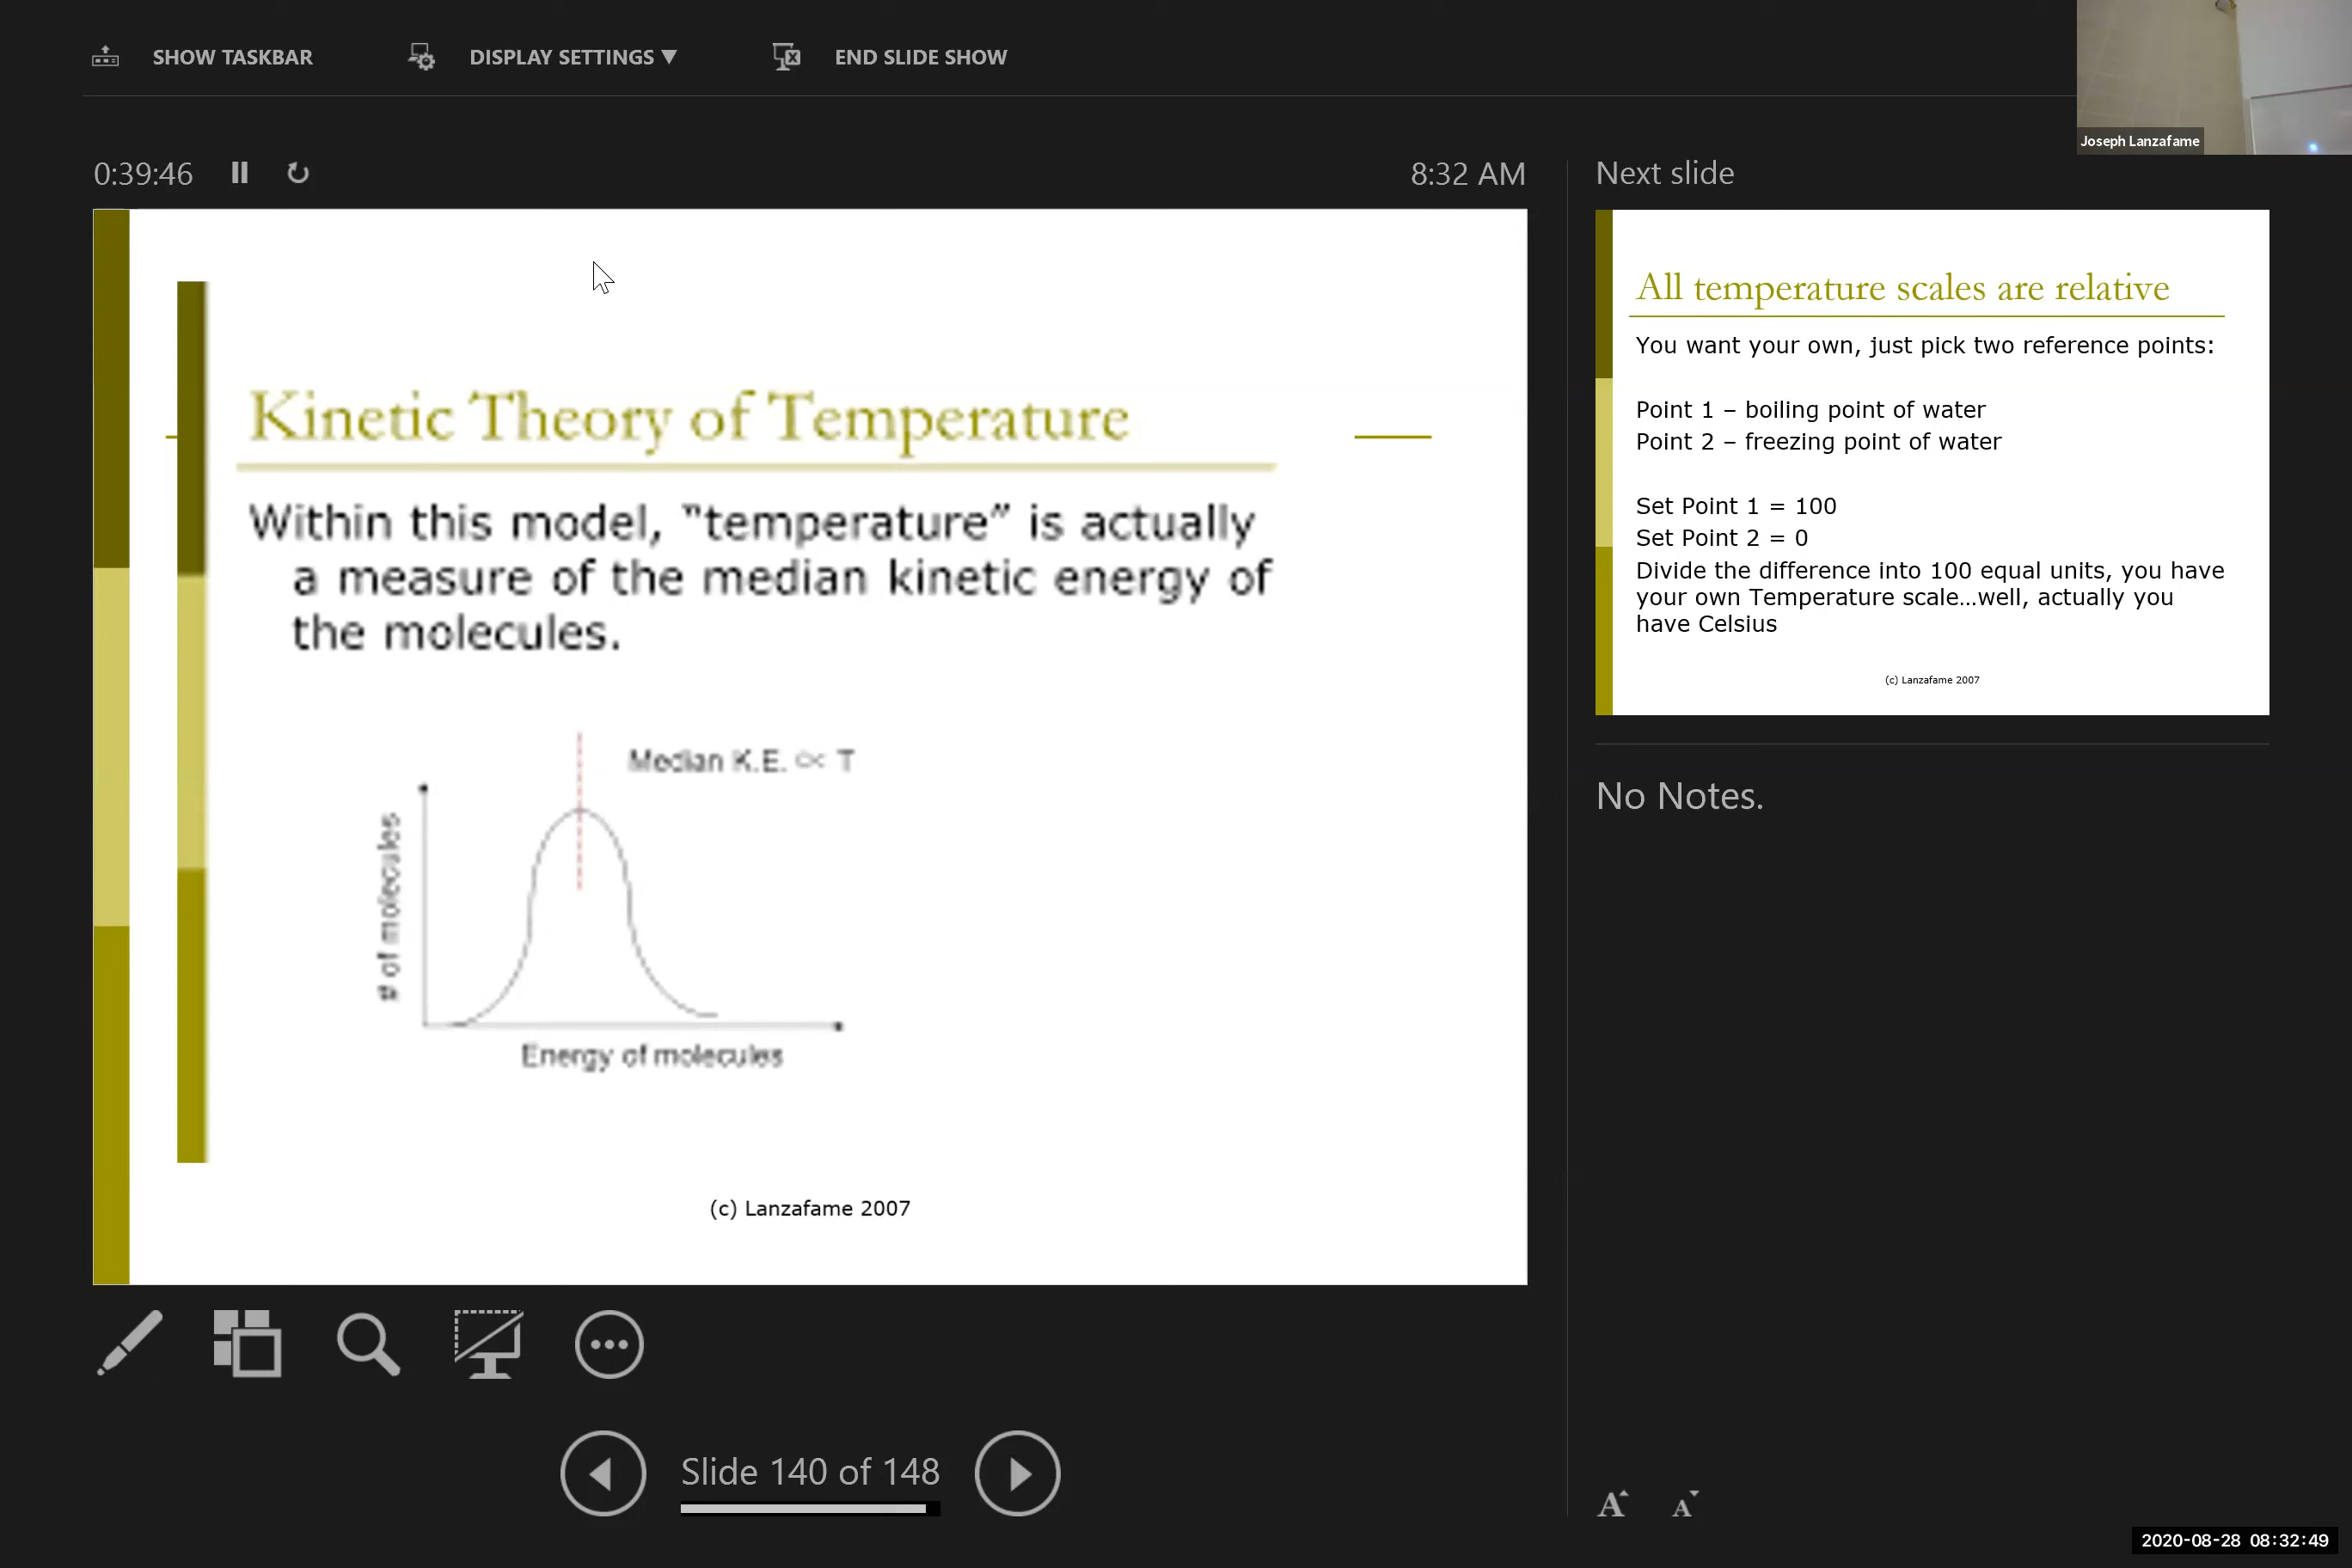 SHOW TASKBAR
DISPLAY SETTINGS ▼
END SLIDE SHOW
Joseph Lanzafame
0:39:46
8:32 AM
Next slide
Kinetic Theory of Temperature
Within this model, “temperature” is actually
a measure of the median kinetic energy of
the molecules.
Median K.E. ∝ T
# of molecules
Energy of molecules
(c) Lanzafame 2007
All temperature scales are relative
You want your own, just pick two reference points:
Point 1 – boiling point of water
Point 2 – freezing point of water
Set Point 1 = 100
Set Point 2 = 0
Divide the difference into 100 equal units, you have
your own Temperature scale…well, actually you
have Celsius
(c) Lanzafame 2007
No Notes.
Slide 140 of 148
A A
2020-08-28 08:32:49